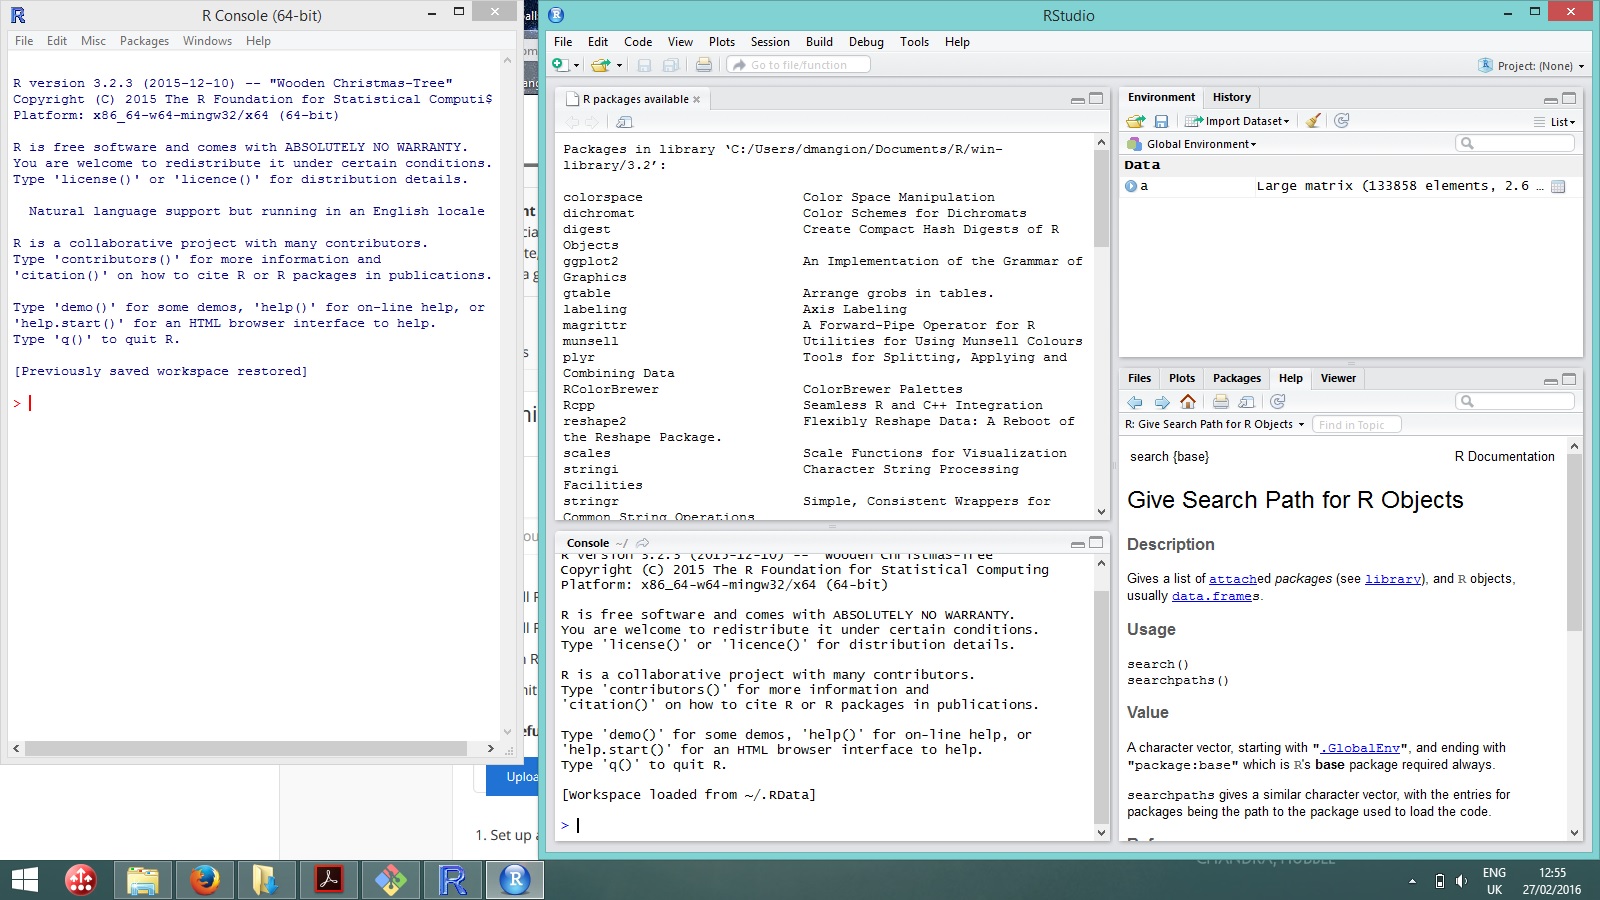 R Console (64-bit)
File Edit Misc Packages Windows Help
R version 3.2.3 (2015-12-10) -- "Wooden Christmas-Tree"
Copyright (C) 2015 The R Foundation for Statistical Computi$
Platform: x86_64-w64-mingw32/x64 (64-bit)
R is free software and comes with ABSOLUTELY NO WARRANTY.
You are welcome to redistribute it under certain conditions.
Type 'license()' or 'licence()' for distribution details.
Natural language support but running in an English locale
R is a collaborative project with many contributors.
Type 'contributors()' for more information and
'citation()' on how to cite R or R packages in publications.
Type 'demo()' for some demos, 'help()' for on-line help, or
'help.start()' for an HTML browser interface to help.
Type 'q()' to quit R.
[Previously saved workspace restored]
>
Uploa
1. Set up a
RStudio
File Edit Code View Plots Session Build Debug Tools Help
Go to file/function
Project: (None)
R packages available
Packages in library ‘C:/Users/dmangion/Documents/R/win-
library/3.2’:
colorspace Color Space Manipulation
dichromat Color Schemes for Dichromats
digest Create Compact Hash Digests of R
Objects
ggplot2 An Implementation of the Grammar of
Graphics
gtable Arrange grobs in tables.
labeling Axis Labeling
magrittr A Forward-Pipe Operator for R
munsell Utilities for Using Munsell Colours
plyr Tools for Splitting, Applying and
Combining Data
RColorBrewer ColorBrewer Palettes
Rcpp Seamless R and C++ Integration
reshape2 Flexibly Reshape Data: A Reboot of
the Reshape Package.
scales Scale Functions for Visualization
stringi Character String Processing
Facilities
stringr Simple, Consistent Wrappers for
Common String Operations
Console ~/
R version 3.2.3 (2015-12-10) -- "Wooden Christmas-Tree"
Copyright (C) 2015 The R Foundation for Statistical Computing
Platform: x86_64-w64-mingw32/x64 (64-bit)
R is free software and comes with ABSOLUTELY NO WARRANTY.
You are welcome to redistribute it under certain conditions.
Type 'license()' or 'licence()' for distribution details.
R is a collaborative project with many contributors.
Type 'contributors()' for more information and
'citation()' on how to cite R or R packages in publications.
Type 'demo()' for some demos, 'help()' for on-line help, or
'help.start()' for an HTML browser interface to help.
Type 'q()' to quit R.
[Workspace loaded from ~/.RData]
>
Environment History
Import Dataset List
Global Environment
Data
a Large matrix (133858 elements, 2.6 …
Files Plots Packages Help Viewer
R: Give Search Path for R Objects Find in Topic
search {base} R Documentation
Give Search Path for R Objects
Description
Gives a list of attached packages (see library), and R objects,
usually data.frames.
Usage
search()
searchpaths()
Value
A character vector, starting with ".GlobalEnv", and ending with
"package:base" which is R's base package required always.
searchpaths gives a similar character vector, with the entries for
packages being the path to the package used to load the code.
CHANDRA, HUBBLE
ENG 12:55
UK 27/02/2016